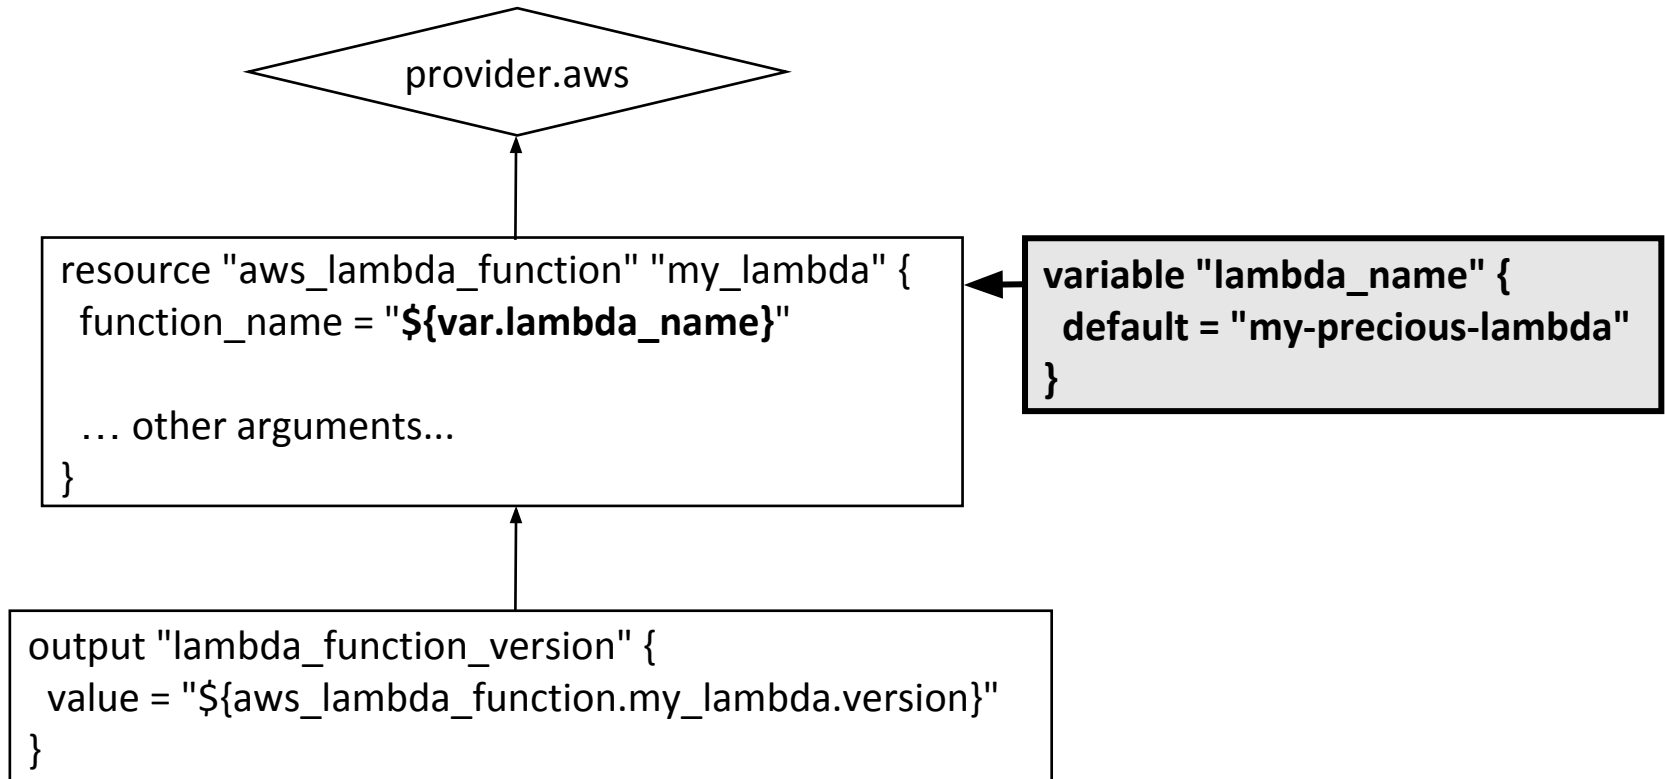 provider.aws
resource "aws_lambda_function" "my_lambda" {
function_name = "${var.lambda_name}"
… other arguments...
}
variable "lambda_name" {
default = "my-precious-lambda"
}
output "lambda_function_version" {
value = "${aws_lambda_function.my_lambda.version}"
}